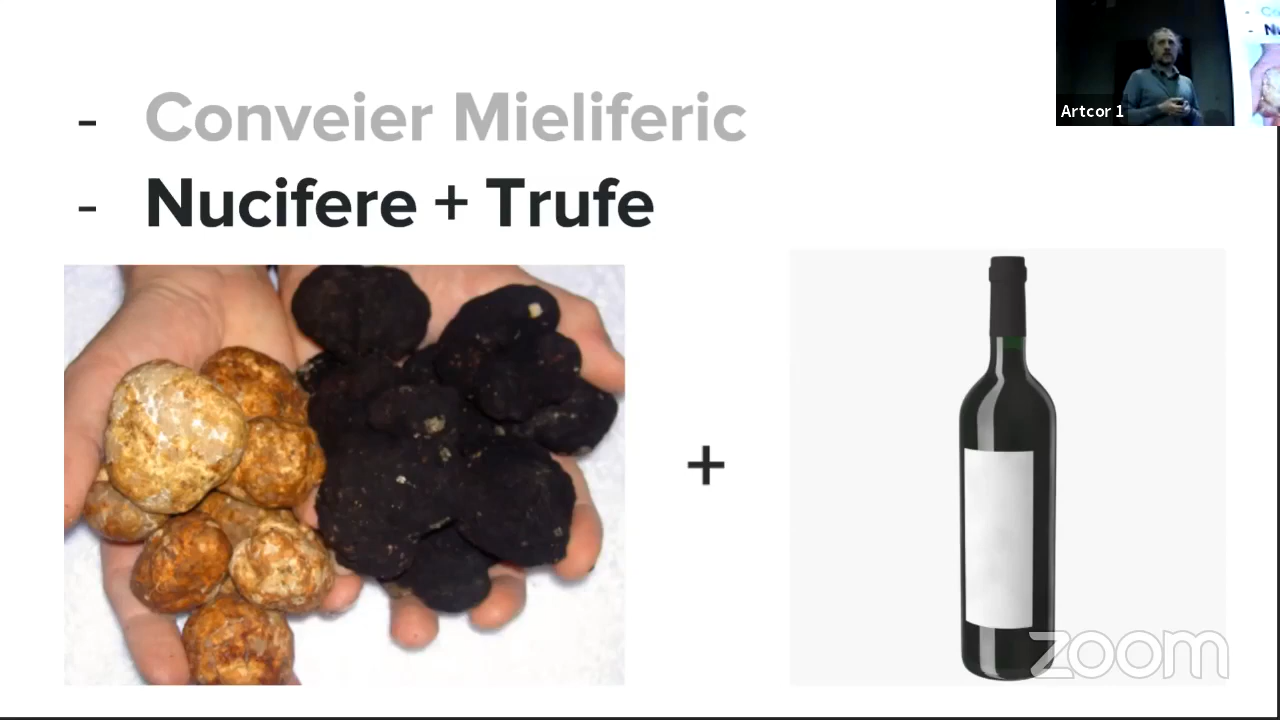 - Conveier Mieliferic
- Nucifere + Trufe
+
Artcor 1
zoom